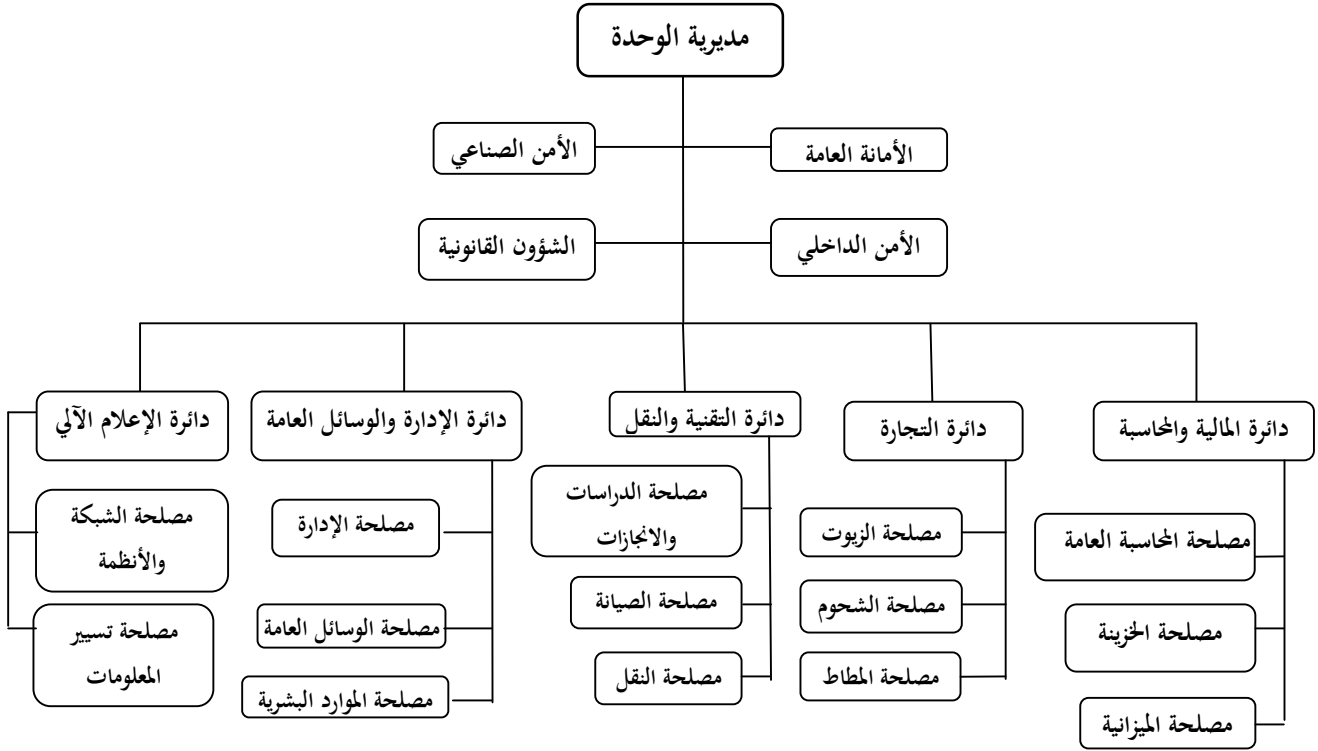 مديرية الوحدة
الأمانة العامة
الأمن الصناعي
الأمن الداخلي
الشؤون القانونية
دائرة المالية والمحاسبة
دائرة التجارة
دائرة التقنية والنقل
دائرة الإدارة والوسائل العامة
دائرة الإعلام الآلي
مصلحة المحاسبة العامة
مصلحة الخزينة
مصلحة الميزانية
مصلحة الزيوت
مصلحة الشحوم
مصلحة المطاط
مصلحة الدراسات
والانجازات
مصلحة الصيانة
مصلحة النقل
مصلحة الإدارة
مصلحة الوسائل العامة
مصلحة الموارد البشرية
مصلحة الشبكة
والأنظمة
مصلحة تسيير
المعلومات